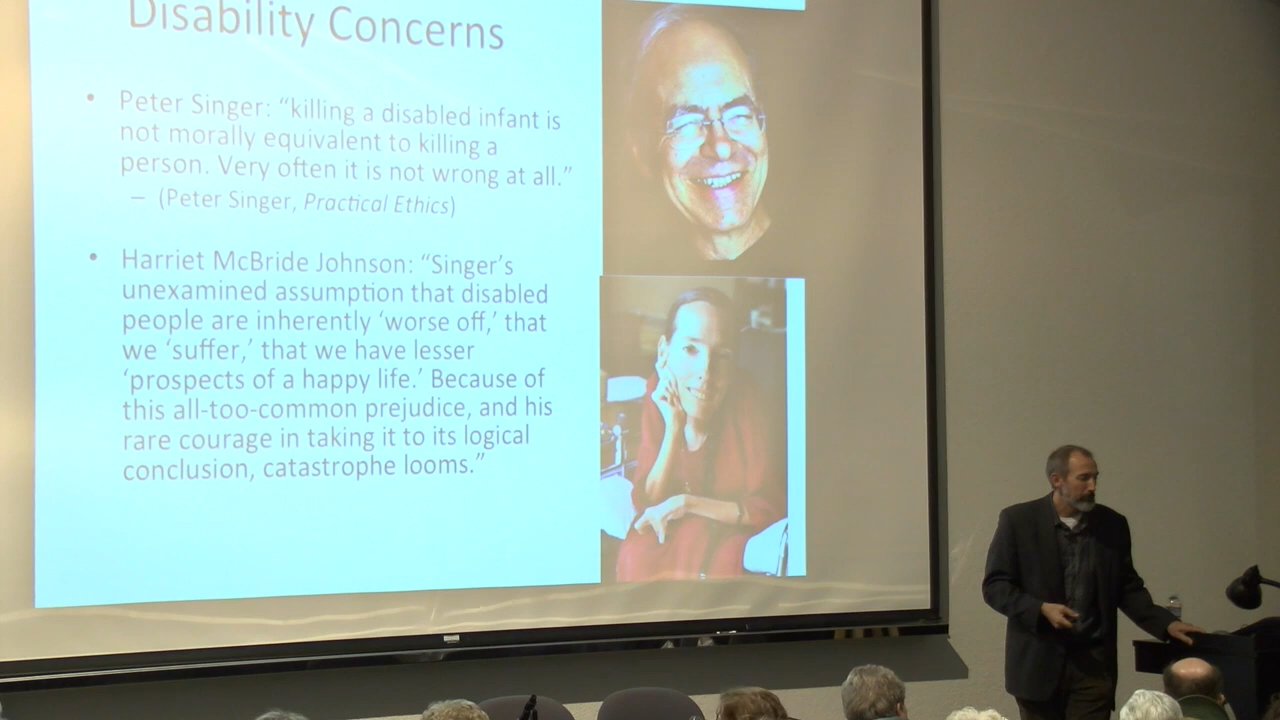 Disability Concerns
• Peter Singer: “killing a disabled infant is
not morally equivalent to killing a
person. Very often it is not wrong at all.”
– (Peter Singer, Practical Ethics)
• Harriet McBride Johnson: “Singer’s
unexamined assumption that disabled
people are inherently ‘worse off,’ that
we ‘suffer,’ that we have lesser
‘prospects of a happy life.’ Because of
this all-too-common prejudice, and his
rare courage in taking it to its logical
conclusion, catastrophe looms.”